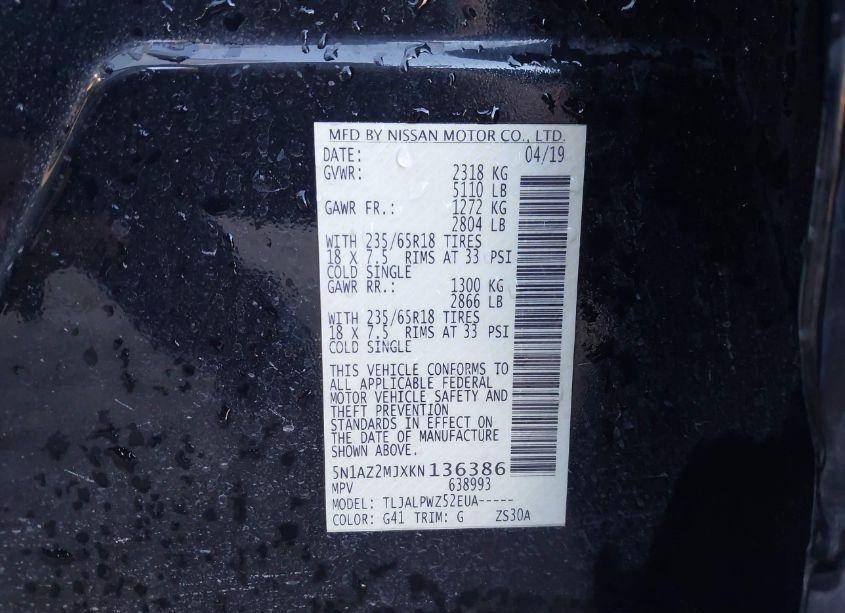 MFD BY NISSAN MOTOR CO., LTD.
DATE: 04/19
GVWR: 2318 KG
5110 LB
GAWR FR.: 1272 KG
2804 LB
WITH 235/65R18 TIRES
18 X 7.5 RIMS AT 33 PSI
COLD SINGLE
GAWR RR.: 1300 KG
2866 LB
WITH 235/65R18 TIRES
18 X 7.5 RIMS AT 33 PSI
COLD SINGLE
THIS VEHICLE CONFORMS TO
ALL APPLICABLE FEDERAL
MOTOR VEHICLE SAFETY AND
THEFT PREVENTION
STANDARDS IN EFFECT ON
THE DATE OF MANUFACTURE
SHOWN ABOVE.
5N1AZ2MJXKN136386
MPV 638993
MODEL: TLJALPWZ52EUA-----
COLOR: G41 TRIM: G ZS30A